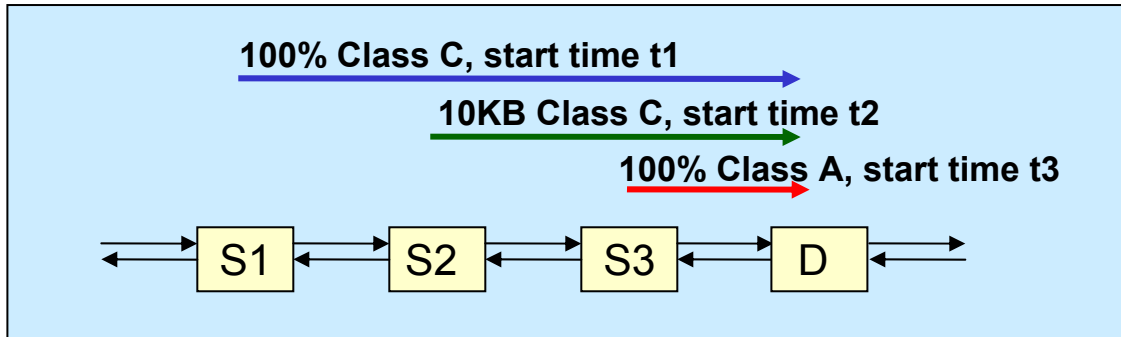 100% Class C, start time t1
10KB Class C, start time t2
100% Class A, start time t3
S1 S2 S3 D